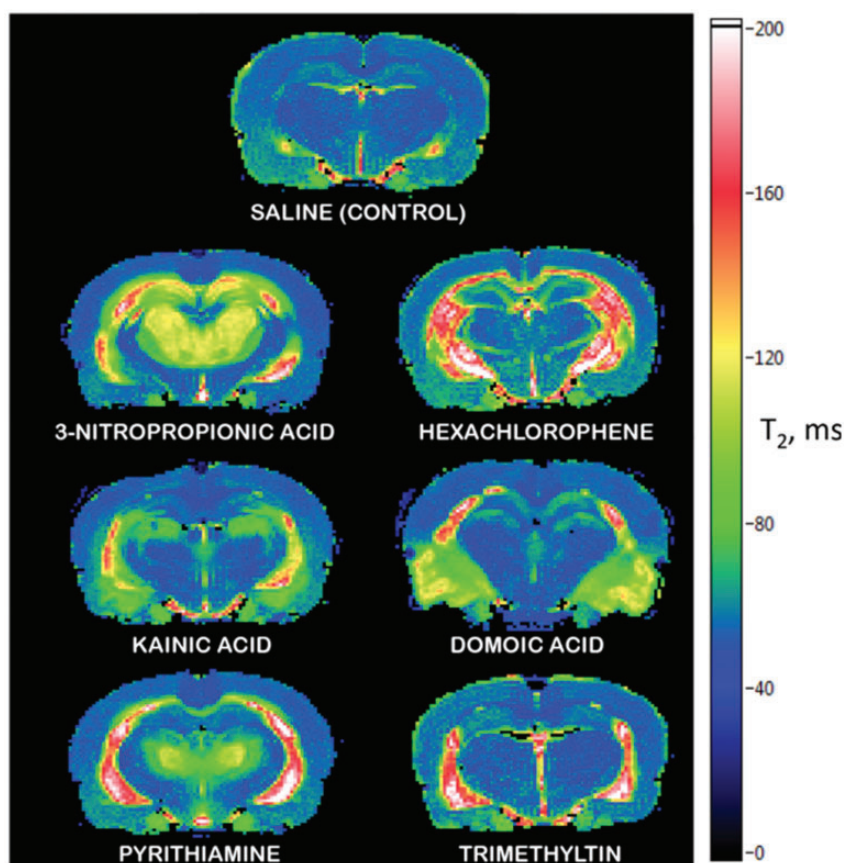 SALINE (CONTROL)
3-NITROPROPIONIC ACID
HEXACHLOROPHENE
KAINIC ACID
DOMOIC ACID
PYRITHIAMINE
TRIMETHYLTIN
200
160
120
T₂, ms
80
40
0